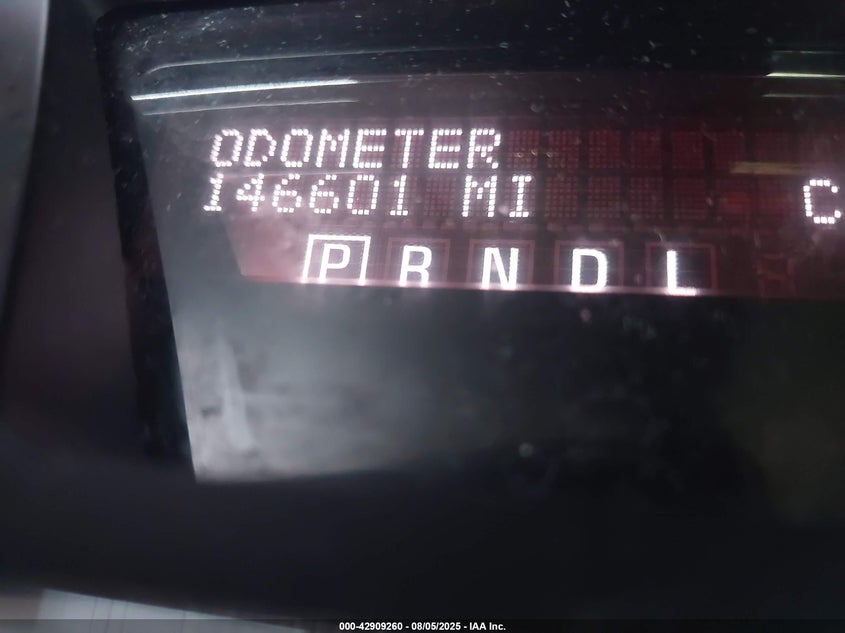 ODOMETER
146601 MI C
P R N D L
000-42909260 - 08/05/2025 - IAA Inc.